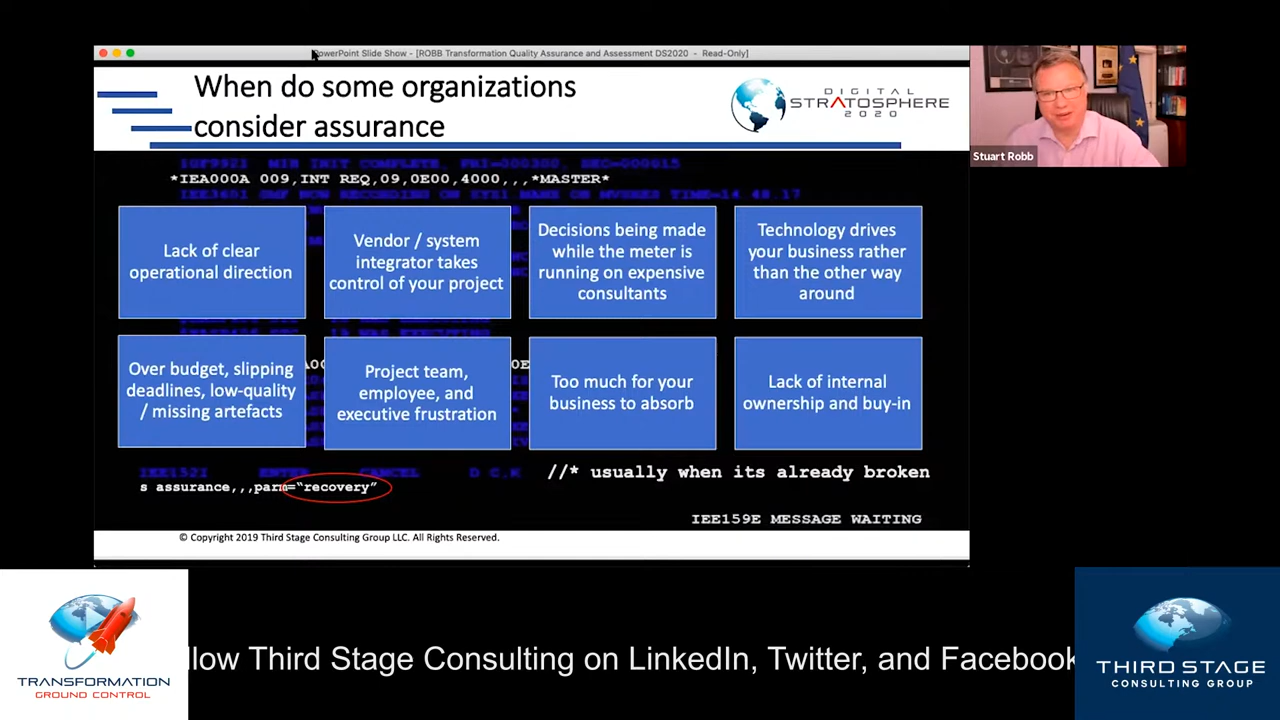 PowerPoint Slide Show - [ROBB Transformation Quality Assurance and Assessment DS2020 - Read-Only]
When do some organizations
consider assurance
DIGITAL
STRATOSPHERE
2020
Stuart Robb
*IEA000A 009,INT REQ,09,0E00,4000,,,*MASTER*
Lack of clear
operational direction
Vendor / system
integrator takes
control of your project
Decisions being made
while the meter is
running on expensive
consultants
Technology drives
your business rather
than the other way
around
Over budget, slipping
deadlines, low-quality
/ missing artefacts
Project team,
employee, and
executive frustration
Too much for your
business to absorb
Lack of internal
ownership and buy-in
IEE152I ENTER CANCEL D C,K
//* usually when its already broken
s assurance,,,parm=“recovery”
IEE159E MESSAGE WAITING
© Copyright 2019 Third Stage Consulting Group LLC. All Rights Reserved.
TRANSFORMATION
GROUND CONTROL
llow Third Stage Consulting on LinkedIn, Twitter, and Facebook
THIRD STAGE
CONSULTING GROUP